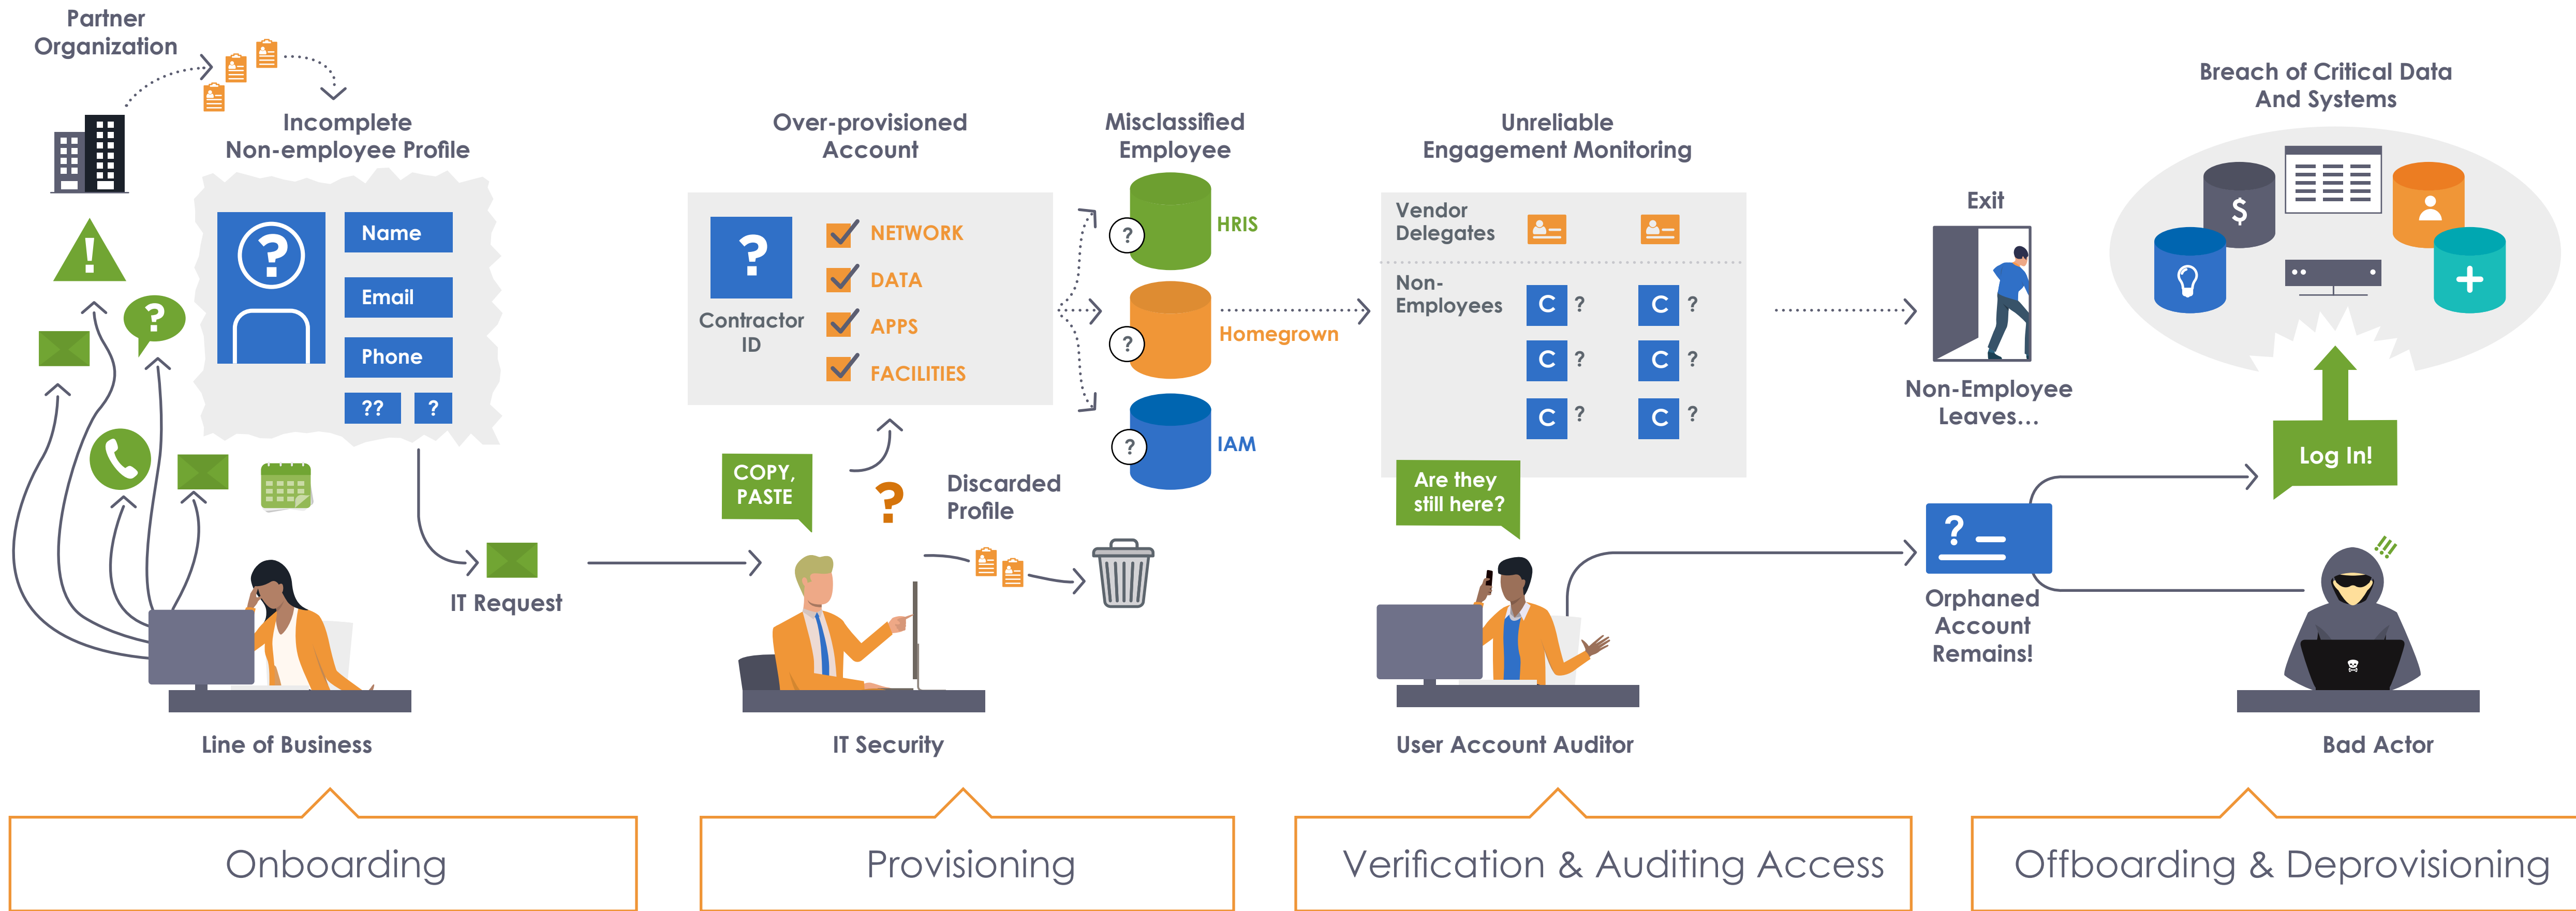 Partner
Organization
Incomplete
Non-employee Profile
?
Name
Email
Phone
??
?
!
?
IT Request
Line of Business
Onboarding
Over-provisioned
Account
?
Contractor
ID
NETWORK
DATA
APPS
FACILITIES
Misclassified
Employee
?
HRIS
?
Homegrown
?
IAM
COPY,
PASTE
?
Discarded
Profile
IT Security
Provisioning
Unreliable
Engagement Monitoring
Vendor
Delegates
Non-
Employees
C ? C ?
C ? C ?
C ? C ?
Are they
still here?
User Account Auditor
Verification & Auditing Access
Exit
Non-Employee
Leaves...
?
Orphaned
Account
Remains!
Breach of Critical Data
And Systems
$
Log In!
!!!
Bad Actor
Offboarding & Deprovisioning